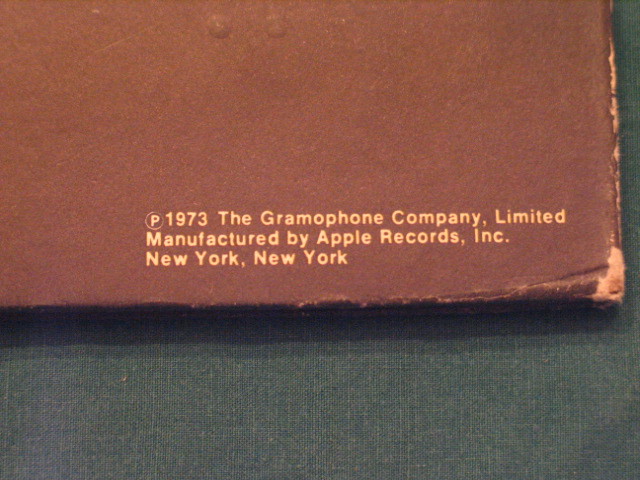 ℗1973 The Gramophone Company, Limited
Manufactured by Apple Records, Inc.
New York, New York